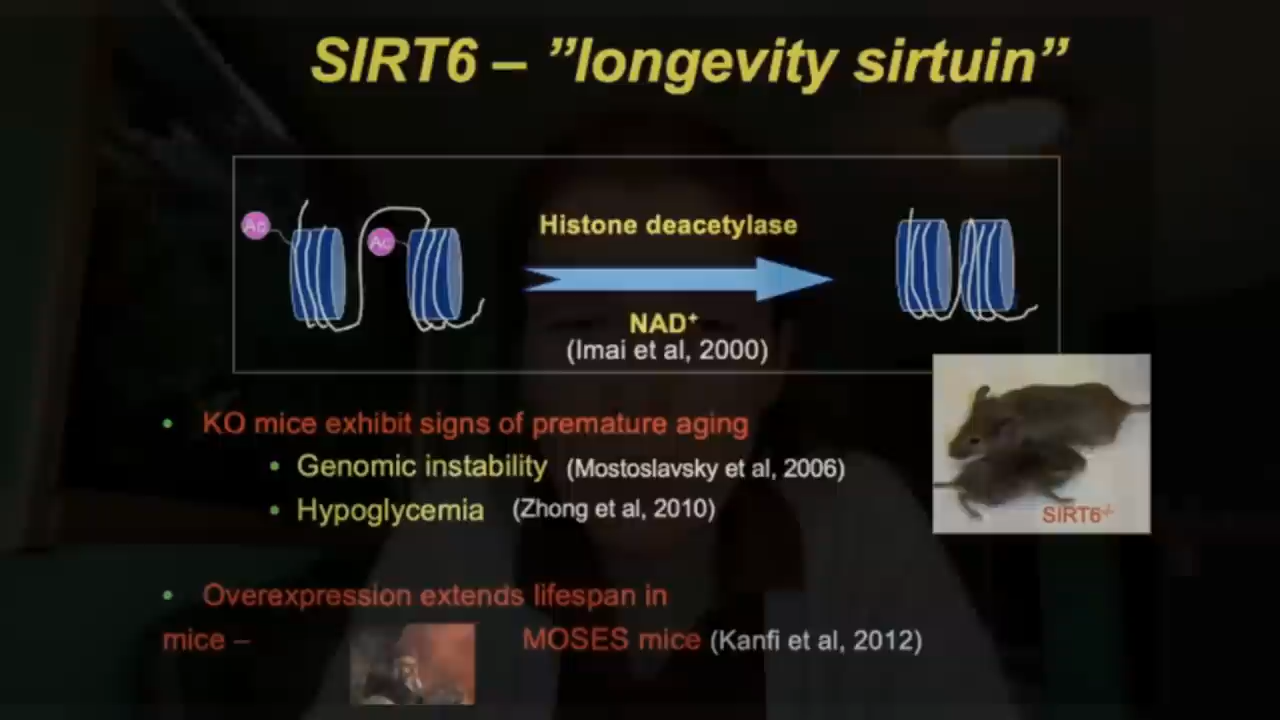 SIRT6 – ”longevity sirtuin”
Ac
Ac
Histone deacetylase
NAD⁺
(Imai et al, 2000)
• KO mice exhibit signs of premature aging
• Genomic instability (Mostoslavsky et al, 2006)
• Hypoglycemia (Zhong et al, 2010)
SIRT6⁻/⁻
• Overexpression extends lifespan in
mice – MOSES mice (Kanfi et al, 2012)